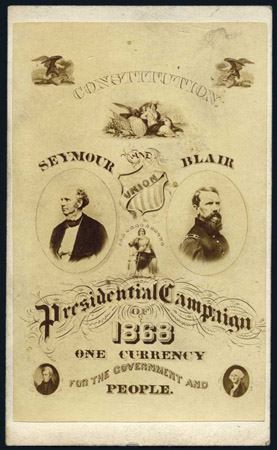 CONSTITUTION.
SEYMOUR AND BLAIR
UNION
Presidential Campaign
OF
1868
ONE CURRENCY
FOR THE GOVERNMENT AND
PEOPLE.